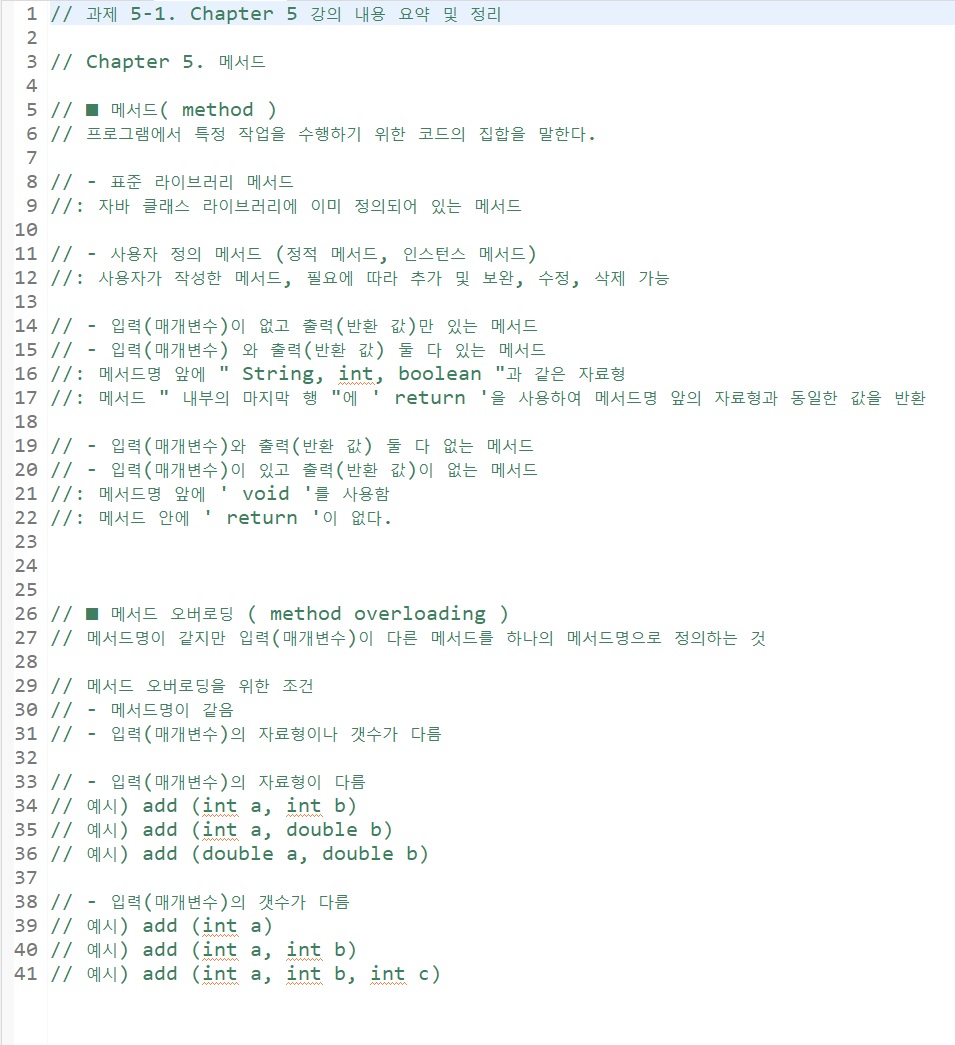 1 // 과제 5-1. Chapter 5 강의 내용 요약 및 정리
2
3 // Chapter 5. 메서드
4
5 // ■ 메서드( method )
6 // 프로그램에서 특정 작업을 수행하기 위한 코드의 집합을 말한다.
7
8 // - 표준 라이브러리 메서드
9 //: 자바 클래스 라이브러리에 이미 정의되어 있는 메서드
10
11 // - 사용자 정의 메서드 (정적 메서드, 인스턴스 메서드)
12 //: 사용자가 작성한 메서드, 필요에 따라 추가 및 보완, 수정, 삭제 가능
13
14 // - 입력(매개변수)이 없고 출력(반환 값)만 있는 메서드
15 // - 입력(매개변수) 와 출력(반환 값) 둘 다 있는 메서드
16 //: 메서드명 앞에 " String, int, boolean "과 같은 자료형
17 //: 메서드 " 내부의 마지막 행 "에 ' return '을 사용하여 메서드명 앞의 자료형과 동일한 값을 반환
18
19 // - 입력(매개변수)와 출력(반환 값) 둘 다 없는 메서드
20 // - 입력(매개변수)이 있고 출력(반환 값)이 없는 메서드
21 //: 메서드명 앞에 ' void '를 사용함
22 //: 메서드 안에 ' return '이 없다.
23
24
25
26 // ■ 메서드 오버로딩 ( method overloading )
27 // 메서드명이 같지만 입력(매개변수)이 다른 메서드를 하나의 메서드명으로 정의하는 것
28
29 // 메서드 오버로딩을 위한 조건
30 // - 메서드명이 같음
31 // - 입력(매개변수)의 자료형이나 갯수가 다름
32
33 // - 입력(매개변수)의 자료형이 다름
34 // 예시) add (int a, int b)
35 // 예시) add (int a, double b)
36 // 예시) add (double a, double b)
37
38 // - 입력(매개변수)의 갯수가 다름
39 // 예시) add (int a)
40 // 예시) add (int a, int b)
41 // 예시) add (int a, int b, int c)